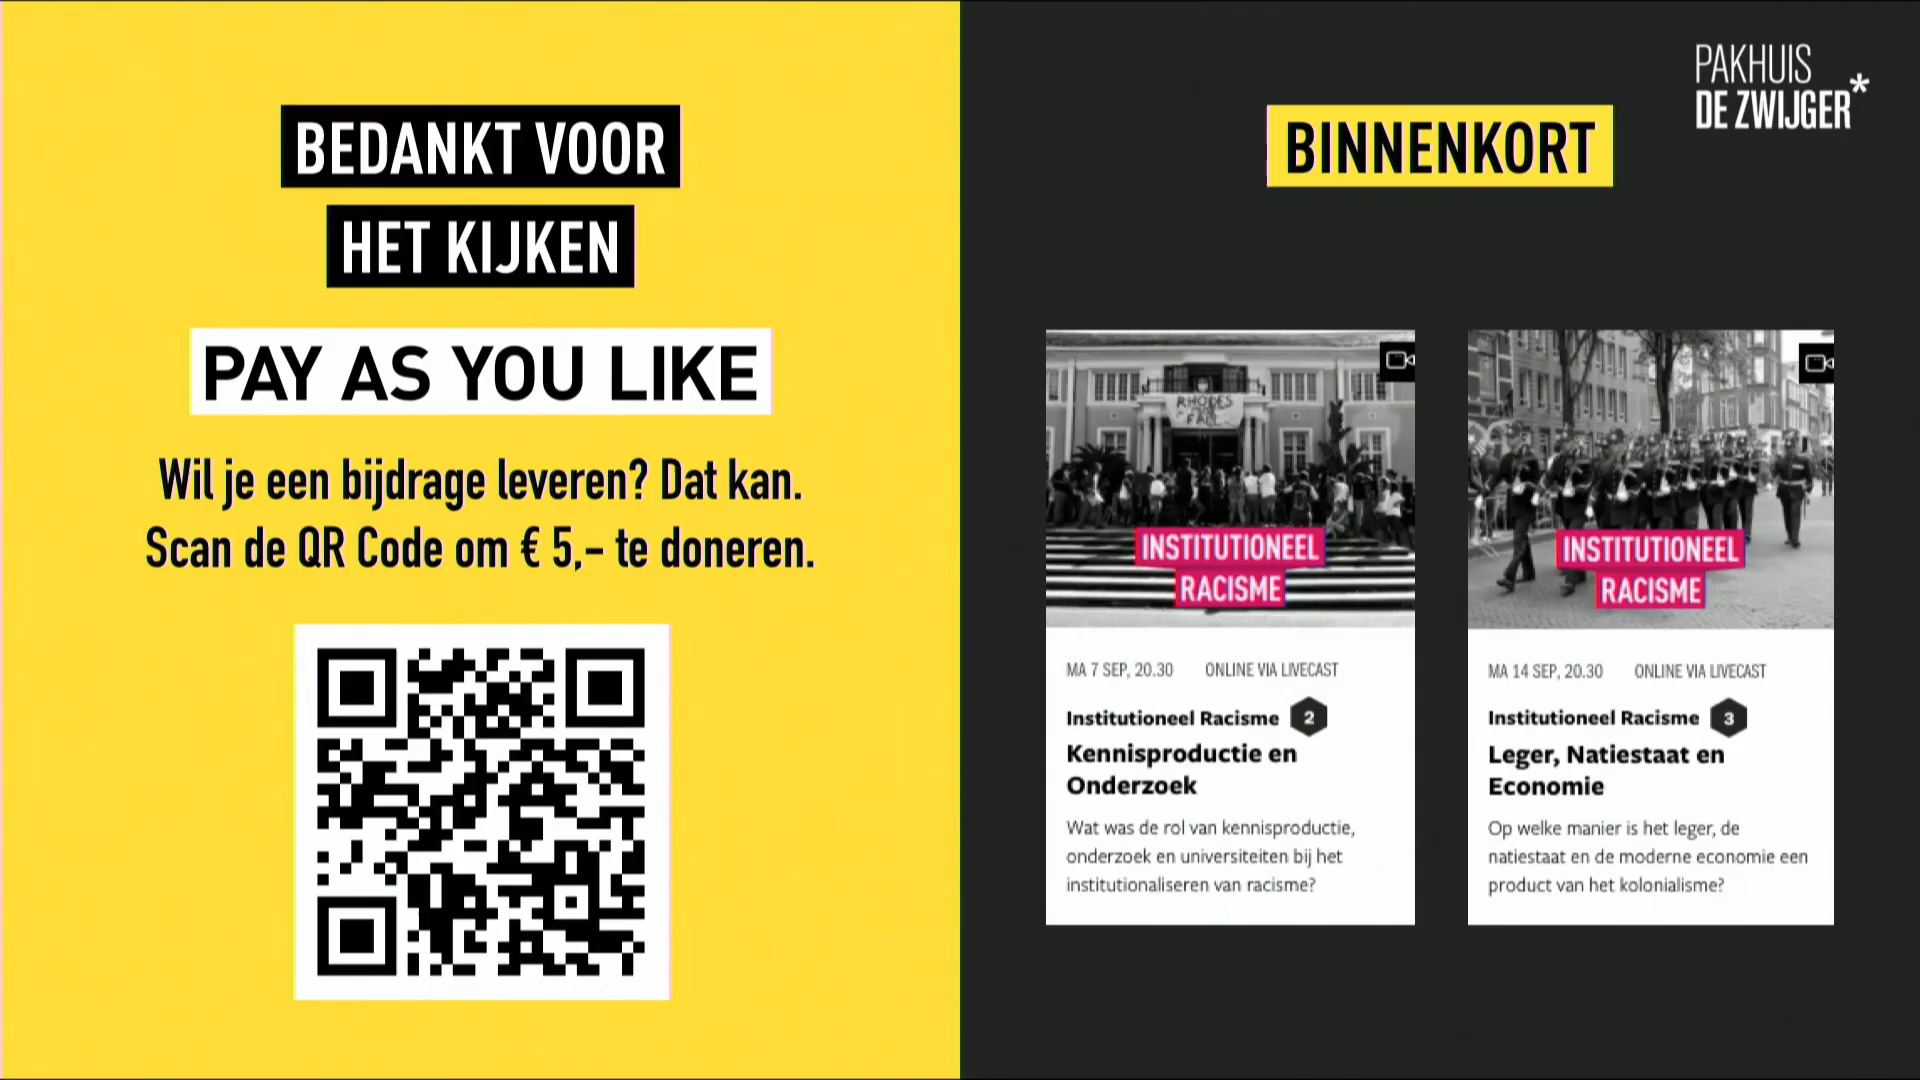 BEDANKT VOOR
HET KIJKEN
PAY AS YOU LIKE
Wil je een bijdrage leveren? Dat kan.
Scan de QR Code om € 5,- te doneren.
PAKHUIS
DE ZWIJGER*
BINNENKORT
RHODES
FALL
INSTITUTIONEEL
RACISME
MA 7 SEP, 20.30 ONLINE VIA LIVECAST
Institutioneel Racisme 2
Kennisproductie en
Onderzoek
Wat was de rol van kennisproductie,
onderzoek en universiteiten bij het
institutionaliseren van racisme?
INSTITUTIONEEL
RACISME
MA 14 SEP, 20.30 ONLINE VIA LIVECAST
Institutioneel Racisme 3
Leger, Natiestaat en
Economie
Op welke manier is het leger, de
natiestaat en de moderne economie een
product van het kolonialisme?